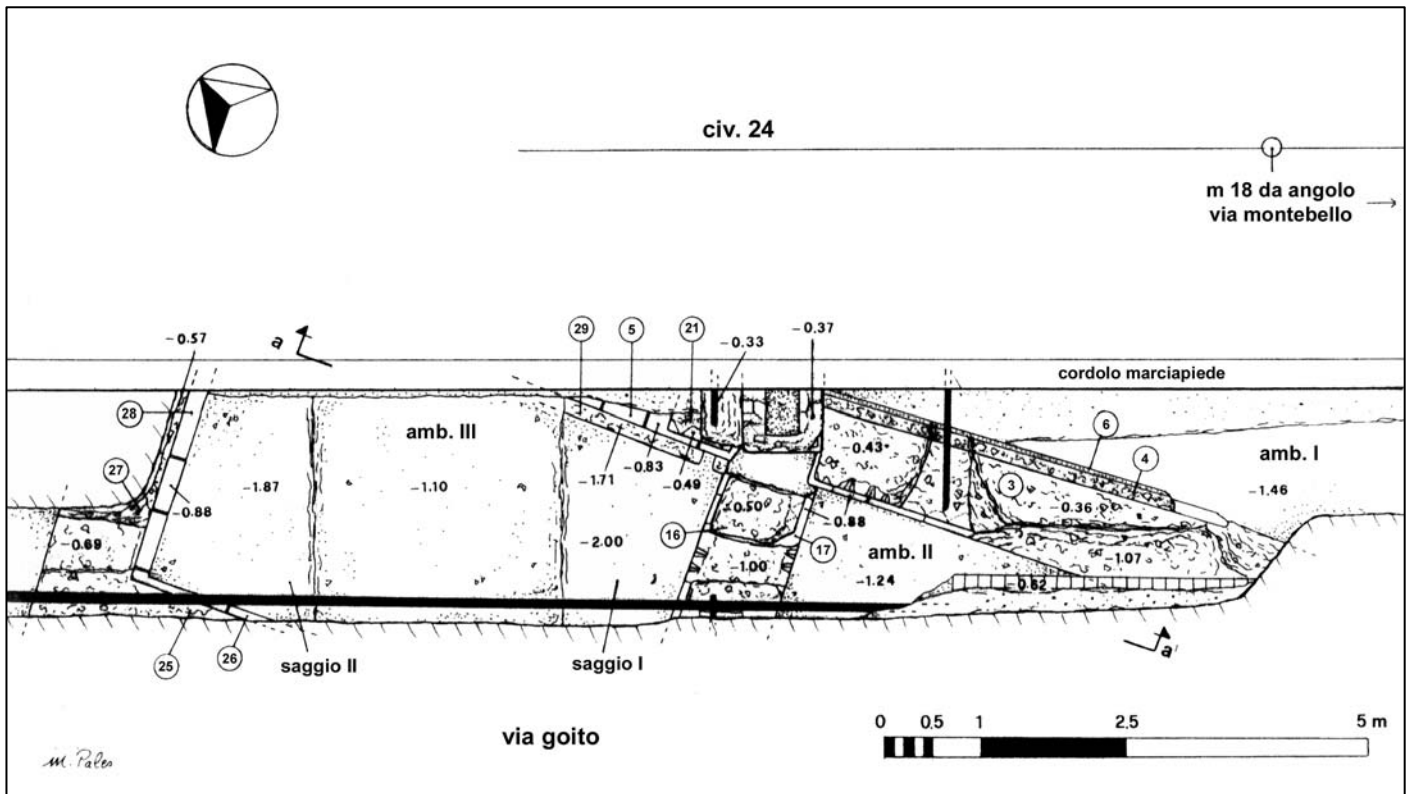 civ. 24
m 18 da angolo
via montebello
-0.57
a
29
5
21
-0.33
-0.37
cordolo marciapiede
28
amb. III
6
4
amb. I
27
-1.87
-1.10
-1.71
-0.83
-0.49
-0.43
3
0.36
-1.46
-0.88
-0.50
-0.88
-0.69
-2.00
16
17
amb. II
-1.07
-1.00
-1.24
-0.62
25
26
saggio II
saggio I
a'
via goito
0 0.5 1 2.5 5 m
M. Pales